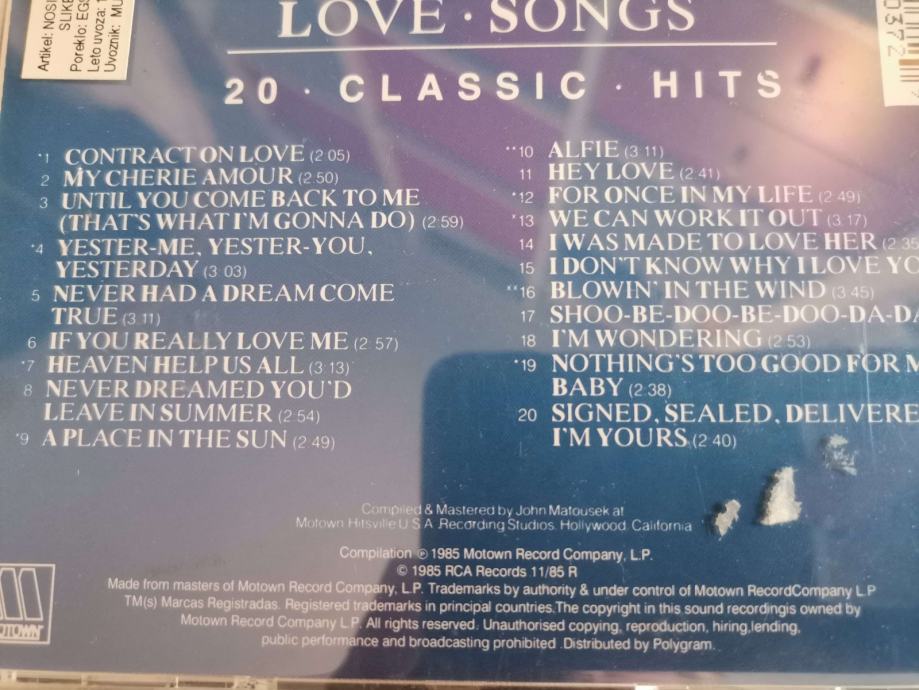 Artikel: NOSI
SLIKE
Poreklo: EGS
Leto uvoza: 1
Uvoznik: MU
0372
LOVE · SONGS
20 · CLASSIC · HITS
*1 CONTRACT ON LOVE (2:05)
2 MY CHERIE AMOUR (2:50)
3 UNTIL YOU COME BACK TO ME
(THAT'S WHAT I'M GONNA DO) (2:59)
*4 YESTER-ME, YESTER-YOU,
YESTERDAY (3:03)
5 NEVER HAD A DREAM COME
TRUE (3:11)
6 IF YOU REALLY LOVE ME (2:57)
*7 HEAVEN HELP US ALL (3:13)
8 NEVER DREAMED YOU'D
LEAVE IN SUMMER (2:54)
*9 A PLACE IN THE SUN (2:49)
**10 ALFIE (3:11)
11 HEY LOVE (2:41)
*12 FOR ONCE IN MY LIFE (2:49)
*13 WE CAN WORK IT OUT (3:17)
14 I WAS MADE TO LOVE HER (2:35
15 I DON'T KNOW WHY I LOVE YO
**16 BLOWIN' IN THE WIND (3:45)
17 SHOO-BE-DOO-BE-DOO-DA-DA
18 I'M WONDERING (2:53)
*19 NOTHING'S TOO GOOD FOR M
BABY (2:38)
20 SIGNED, SEALED, DELIVERE
I'M YOURS (2:40)
Compiled & Mastered by John Matousek at
Motown Hitsville U.S.A. Recording Studios, Hollywood, California
Compilation ℗ 1985 Motown Record Company, L.P.
© 1985 RCA Records 11/85 R
Made from masters of Motown Record Company, L.P. Trademarks by authority & under control of Motown RecordCompany L.P
TM(s) Marcas Registradas. Registered trademarks in principal countries.The copyright in this sound recordingis owned by
Motown Record Company L.P. All rights reserved. Unauthorised copying, reproduction, hiring,lending,
public performance and broadcasting prohibited .Distributed by Polygram.
MOTOWN